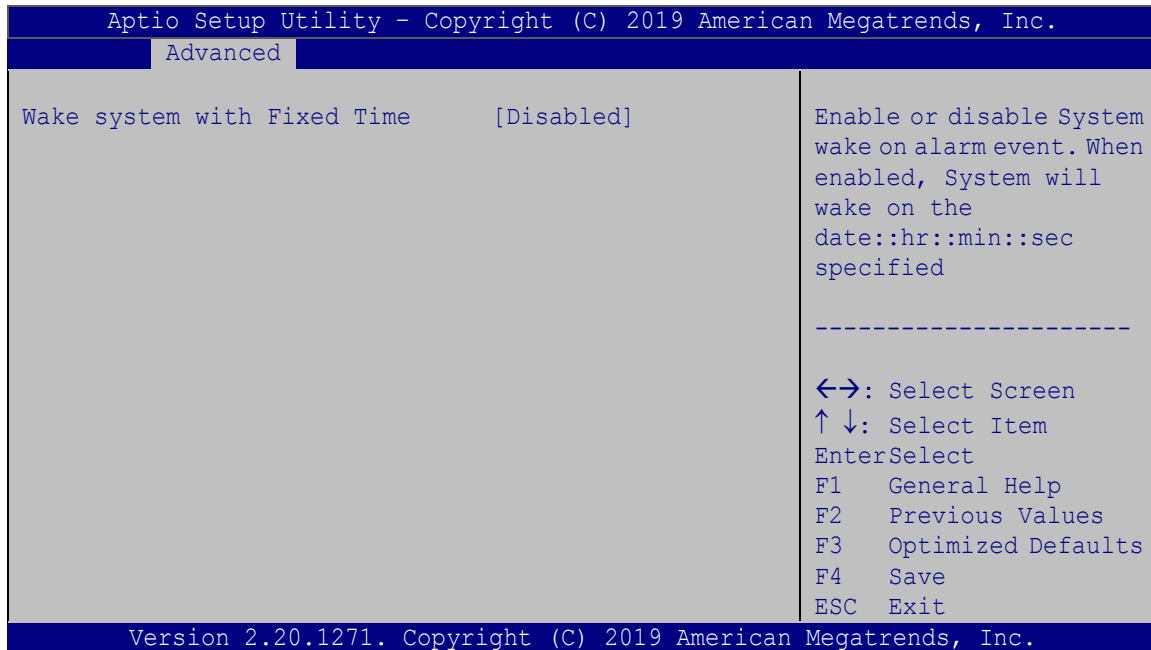 Aptio Setup Utility – Copyright (C) 2019 American Megatrends, Inc.
Advanced
Wake system with Fixed Time [Disabled]
Enable or disable System
wake on alarm event. When
enabled, System will
wake on the
date::hr::min::sec
specified
----------------------
←→: Select Screen
↑ ↓: Select Item
EnterSelect
F1 General Help
F2 Previous Values
F3 Optimized Defaults
F4 Save
ESC Exit
Version 2.20.1271. Copyright (C) 2019 American Megatrends, Inc.